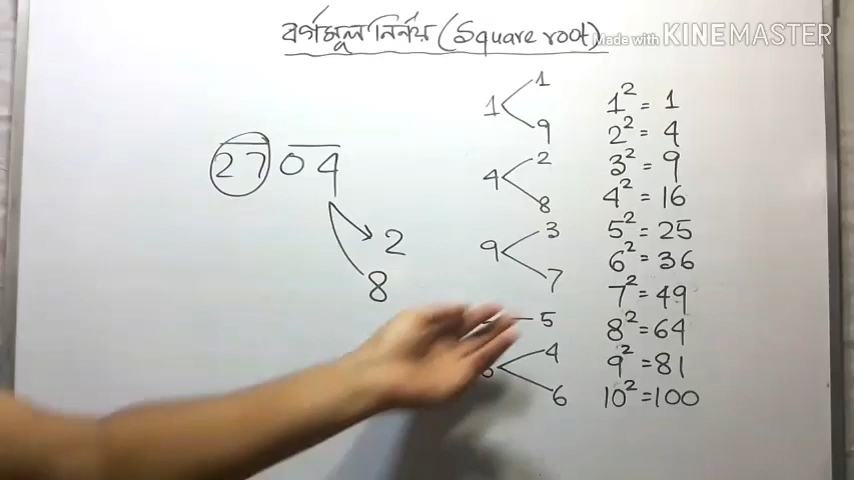 বর্গমূল নির্নয় (Square root)
Made with KINEMASTER
27 04
2
8
1 1
9
4 2
8
9 3
7
5
4
6
1² = 1
2² = 4
3² = 9
4² = 16
5² = 25
6² = 36
7² = 49
8² = 64
9² = 81
10² = 100